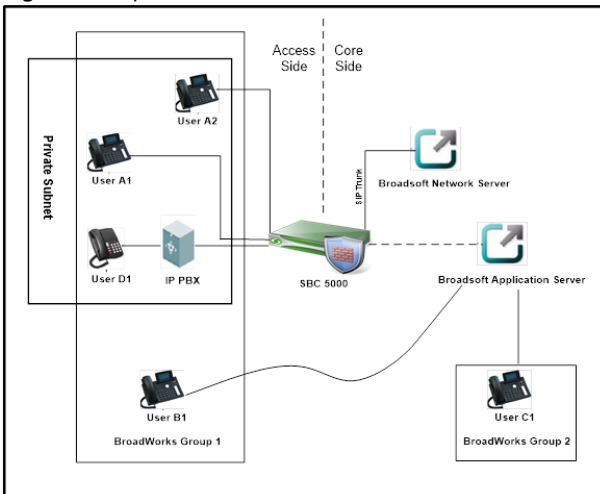 Access
Side
Core
Side
User A2
Private Subnet
User A1
SIP Trunk
Broadsoft Network Server
User D1
IP PBX
SBC 5000
Broadsoft Application Server
User B1
BroadWorks Group 1
User C1
BroadWorks Group 2